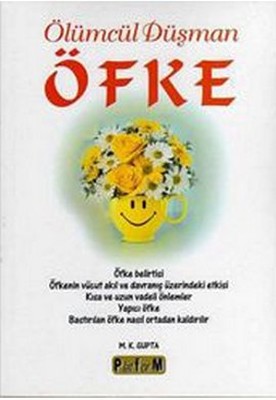 Ölümcül Düşman
ÖFKE
Öfke belirtisi
Öfkenin vücut akıl ve davranış üzerindeki etkisi
Kısa ve uzun vadeli önlemler
Yapıcı öfke
Bastırılan öfke nasıl ortadan kaldırılır
M. K. GUPTA